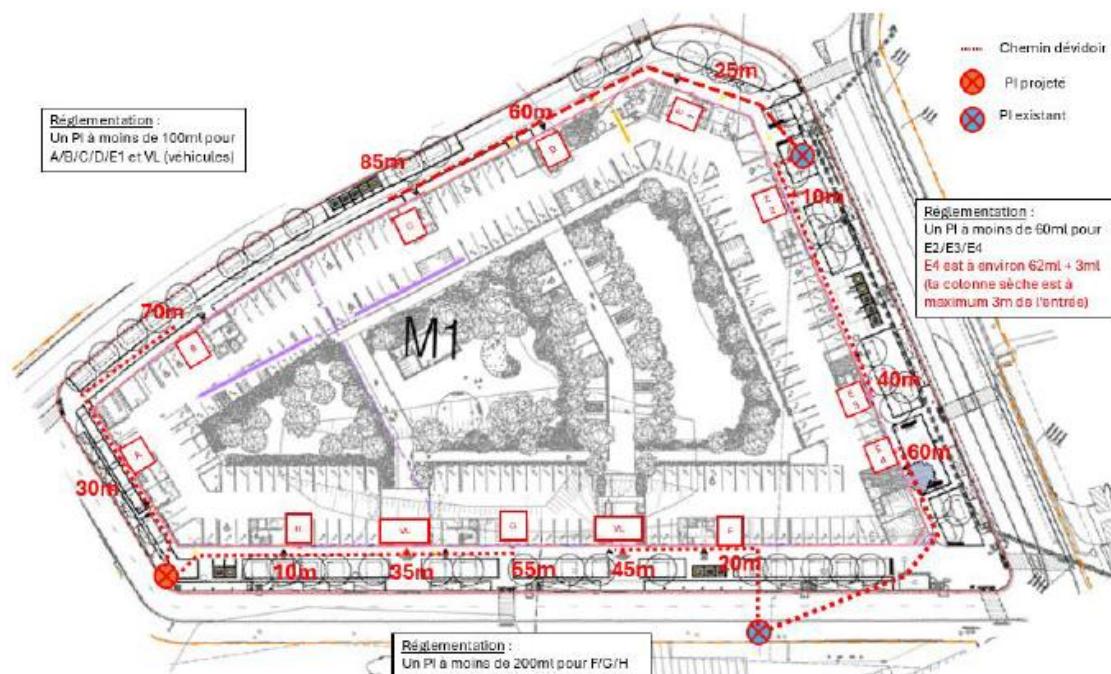 25m
Chemin dévidoir
PI projeté
PI existant
60m
Réglementation :
Un PI à moins de 100ml pour
A/B/C/D/E1 et VL (véhicules)
85m
D
10m
C
Réglementation :
Un PI à moins de 60ml pour
E2/E3/E4
E4 est à environ 62ml + 3ml
(la colonne sèche est à
maximum 3m de l'entrée)
70m
M1
B
40m
A
60m
30m
H
VL
G
VL
F
10m
35m
55m
45m
20m
Réglementation :
Un PI à moins de 200ml pour F/G/H